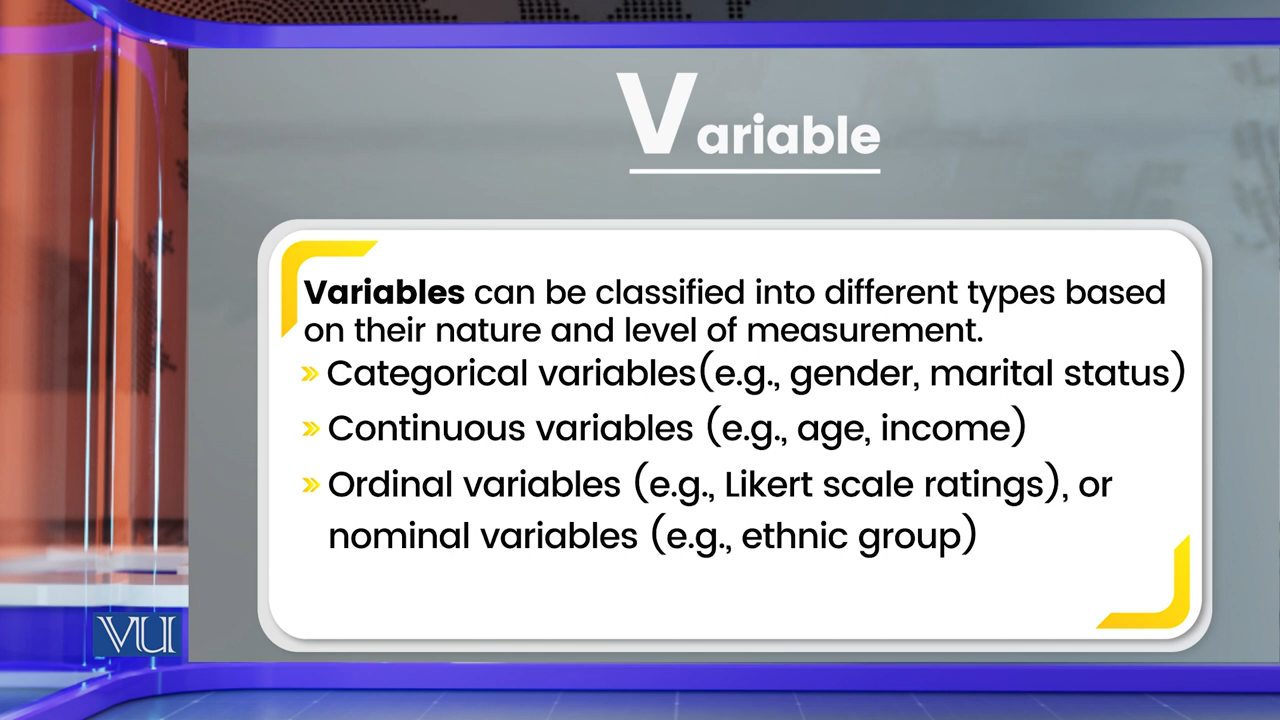 Variable
Variables can be classified into different types based
on their nature and level of measurement.
» Categorical variables(e.g., gender, marital status)
» Continuous variables (e.g., age, income)
» Ordinal variables (e.g., Likert scale ratings), or
nominal variables (e.g., ethnic group)
VU